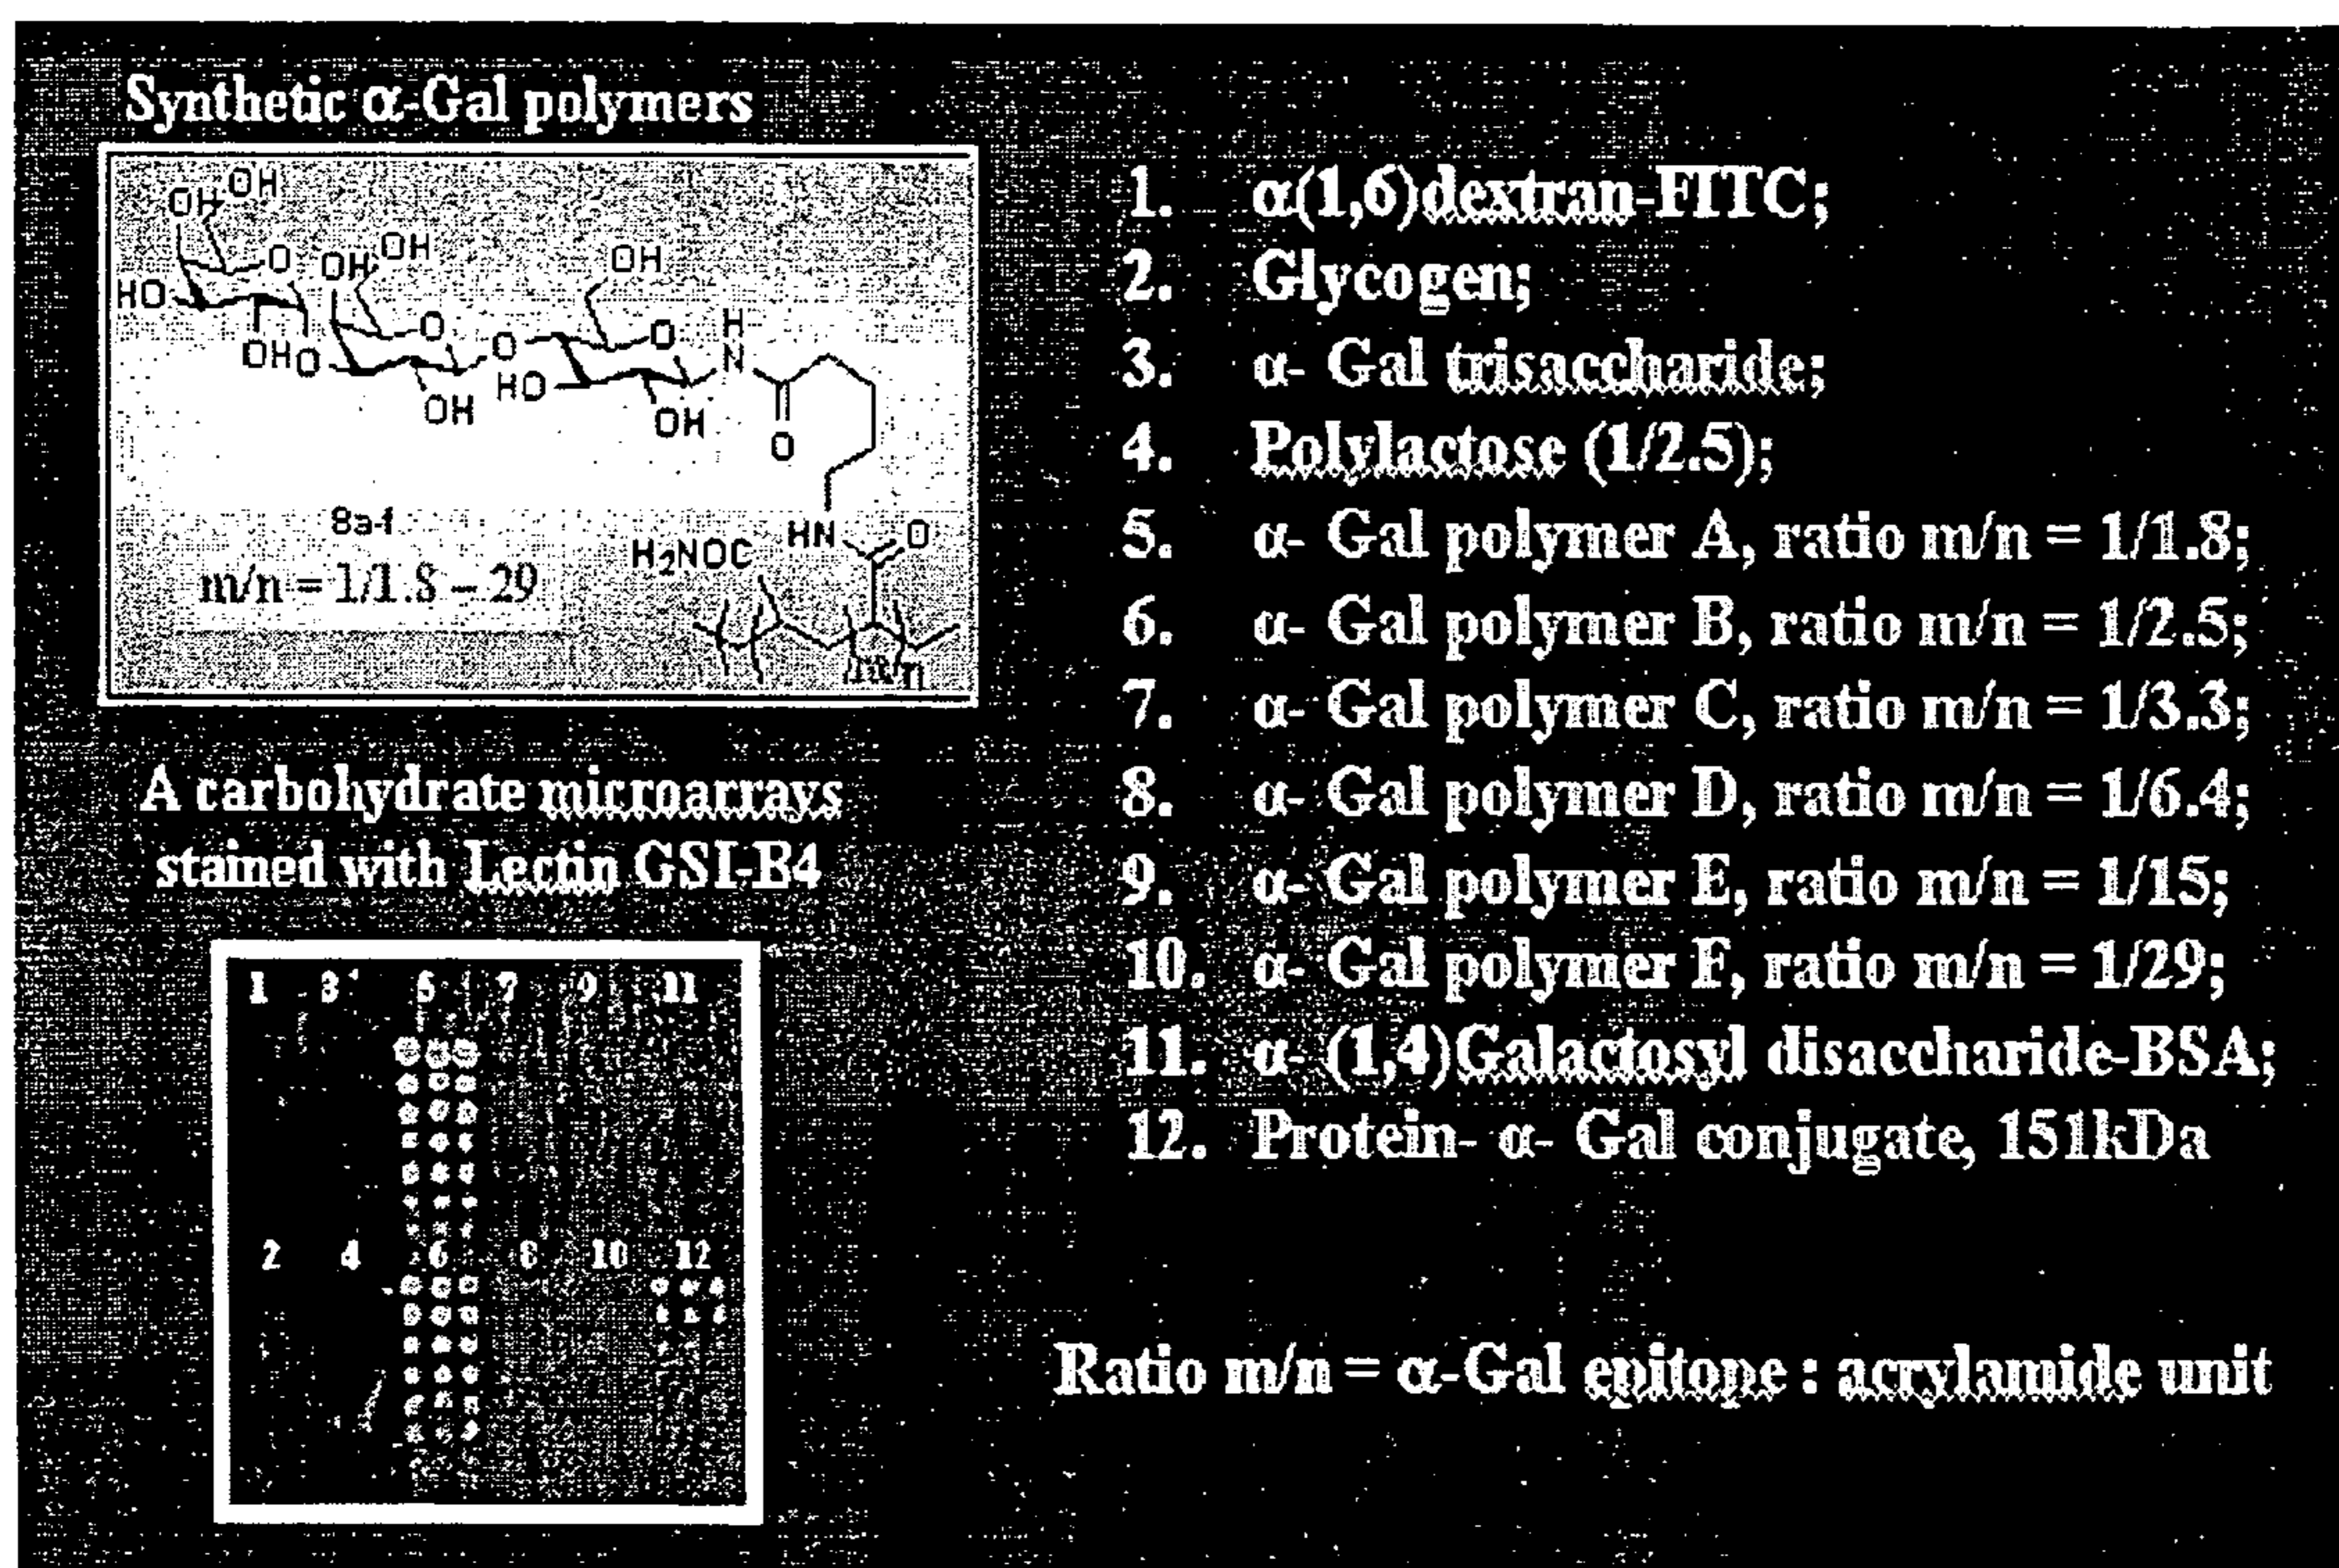 Synthetic α-Gal polymers
OH
OH
O
OH
OH
OH
HO
O
O
O
H
N
OH
O
HO
OH
OH
O
8a-f
m/n = 1/1.8 – 29
HN
O
H₂NOC
m
n
A carbohydrate microarrays
stained with Lectin GSI-B4
1 3 5 7 9 11
2 4 6 8 10 12
1. α(1,6)dextran-FITC;
2. Glycogen;
3. α- Gal trisaccharide;
4. Polylactose (1/2.5);
5. α- Gal polymer A, ratio m/n = 1/1.8;
6. α- Gal polymer B, ratio m/n = 1/2.5;
7. α- Gal polymer C, ratio m/n = 1/3.3;
8. α- Gal polymer D, ratio m/n = 1/6.4;
9. α- Gal polymer E, ratio m/n = 1/15;
10. α- Gal polymer F, ratio m/n = 1/29;
11. α- (1,4)Galactosyl disaccharide-BSA;
12. Protein- α- Gal conjugate, 151kDa
Ratio m/n = α-Gal epitope : acrylamide unit